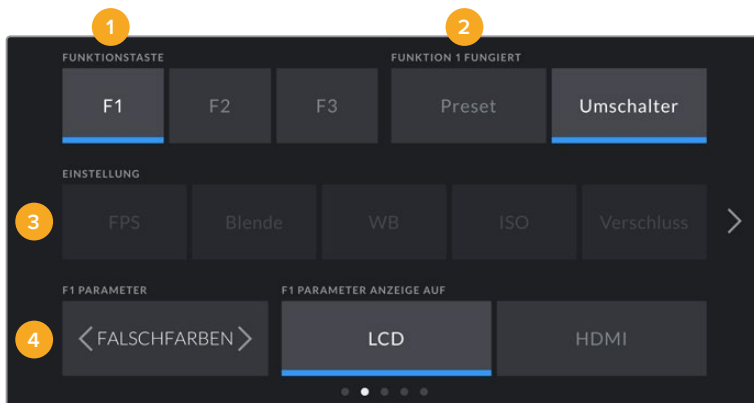 1
2
FUNKTIONSTASTE
FUNKTION 1 FUNGIERT
F1
F2
F3
Preset
Umschalter
EINSTELLUNG
3
FPS
Blende
WB
ISO
Verschluss
F1 PARAMETER
F1 PARAMETER ANZEIGE AUF
4
FALSCHFARBEN
LCD
HDMI